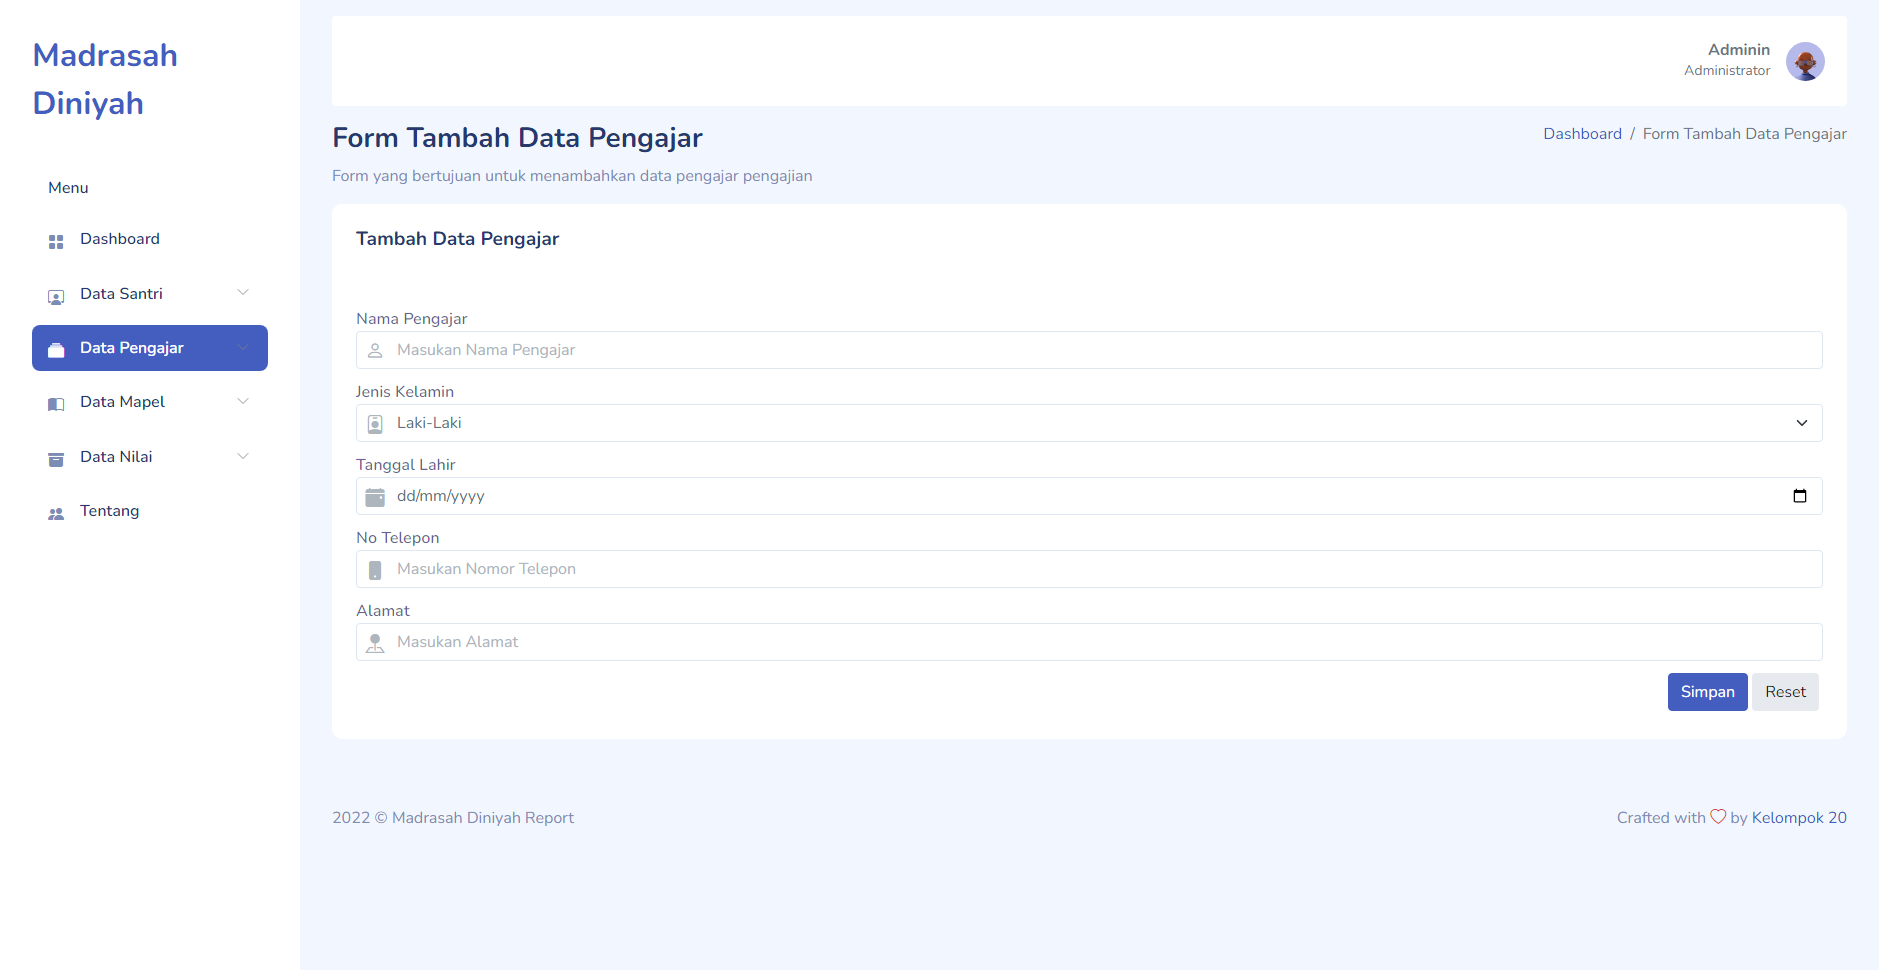 Madrasah
Diniyah
Menu
Dashboard
Data Santri
Data Pengajar
Data Mapel
Data Nilai
Tentang
Adminin
Administrator
Form Tambah Data Pengajar
Dashboard / Form Tambah Data Pengajar
Form yang bertujuan untuk menambahkan data pengajar pengajian
Tambah Data Pengajar
Nama Pengajar
Masukan Nama Pengajar
Jenis Kelamin
Laki-Laki
Tanggal Lahir
dd/mm/yyyy
No Telepon
Masukan Nomor Telepon
Alamat
Masukan Alamat
Simpan Reset
2022 © Madrasah Diniyah Report
Crafted with ♡ by Kelompok 20